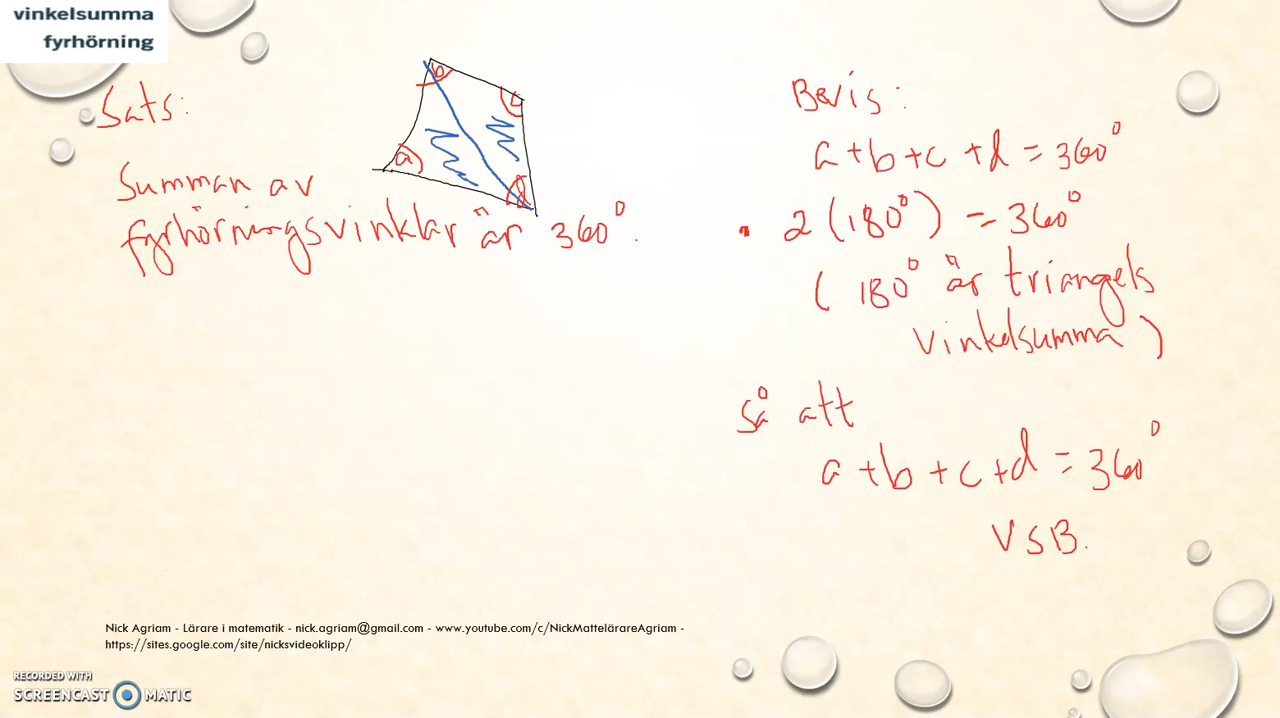 vinkelsumma
fyrhörning
Sats:
Summan av
fyrhörningsvinklar är 360°.
b
c
a
d
Bevis:
a+b+c+d=360°
2(180°)=360°
(180° är triangels
vinkelsumma)
så att
a+b+c+d=360°
VSB.
Nick Agriam - Lärare i matematik - nick.agriam@gmail.com - www.youtube.com/c/NickMattelärareAgriam -
https://sites.google.com/site/nicksvideoklipp/
RECORDED WITH
SCREENCAST MATIC